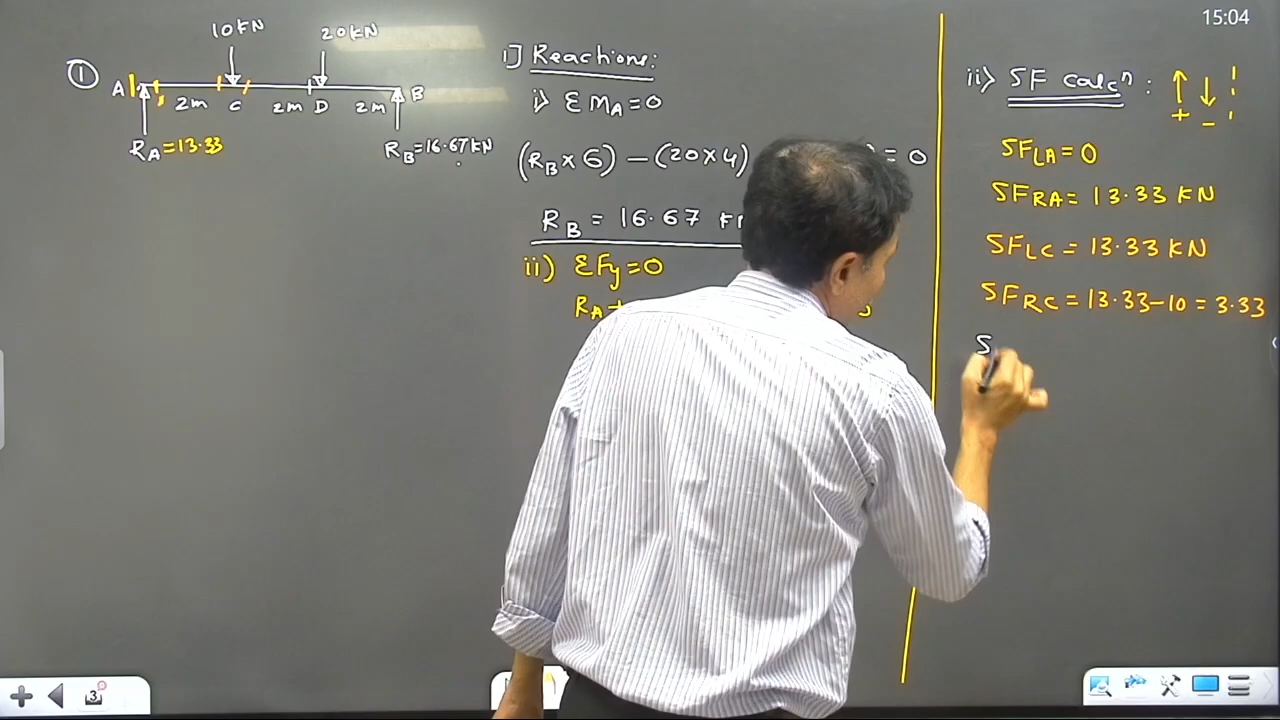 15:04
10KN
20KN
①
A
2m C 2m D 2m B
RA=13.33
RB=16.67KN
1] Reactions:
i) ΣMA=0
(RB×6)-(20×4) =0
RB = 16.67
ii) ΣFy=0
RA+
ii) SF calcⁿ: ↑ ↓
+ -
SFLA=0
SFRA= 13.33 KN
SFLC = 13.33 KN
SFRC = 13.33-10 = 3.33
S
3